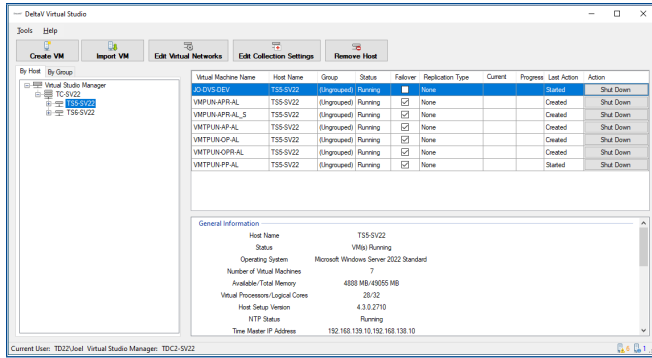 DeltaV Virtual Studio
Tools Help
Create VM Import VM Edit Virtual Networks Edit Collection Settings Remove Host
By Host By Group
Virtual Studio Manager
TC-SV22
TS5-SV22
TS6-SV22
Virtual Machine Name Host Name Group Status Failover Replication Type Current Progress Last Action Action
JO-DVS-DEV TS5-SV22 (Ungrouped) Running None Started Shut Down
VMPUN-APR-AL TS5-SV22 (Ungrouped) Running None Created Shut Down
VMPUN-APR-AL_S TS5-SV22 (Ungrouped) Running None Created Shut Down
VMTPUN-AP-AL TS5-SV22 (Ungrouped) Running None Created Shut Down
VMTPUN-OP-AL TS5-SV22 (Ungrouped) Running None Created Shut Down
VMTPUN-OPR-AL TS5-SV22 (Ungrouped) Running None Created Shut Down
VMTPUN-PP-AL TS5-SV22 (Ungrouped) Running None Started Shut Down
General Information
Host Name TS5-SV22
Status VM(s) Running
Operating System Microsoft Windows Server 2022 Standard
Number of Virtual Machines 7
Available/Total Memory 4888 MB/49055 MB
Virtual Processors/Logical Cores 28/32
Host Setup Version 4.3.0.2710
NTP Status Running
Time Master IP Address 192.168.139.10,192.168.138.10
Current User: TD22\Joel Virtual Studio Manager: TDC2-SV22 6 1